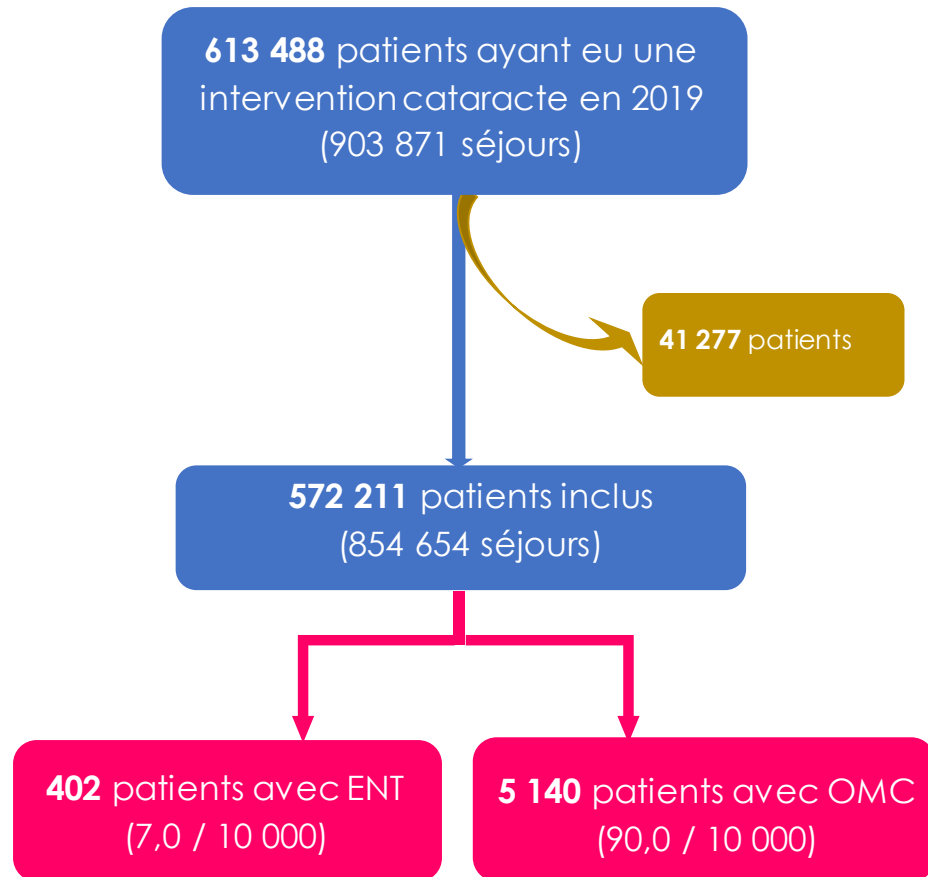 613 488 patients ayant eu une
intervention cataracte en 2019
(903 871 séjours)
41 277 patients
572 211 patients inclus
(854 654 séjours)
402 patients avec ENT
(7,0 / 10 000)
5 140 patients avec OMC
(90,0 / 10 000)